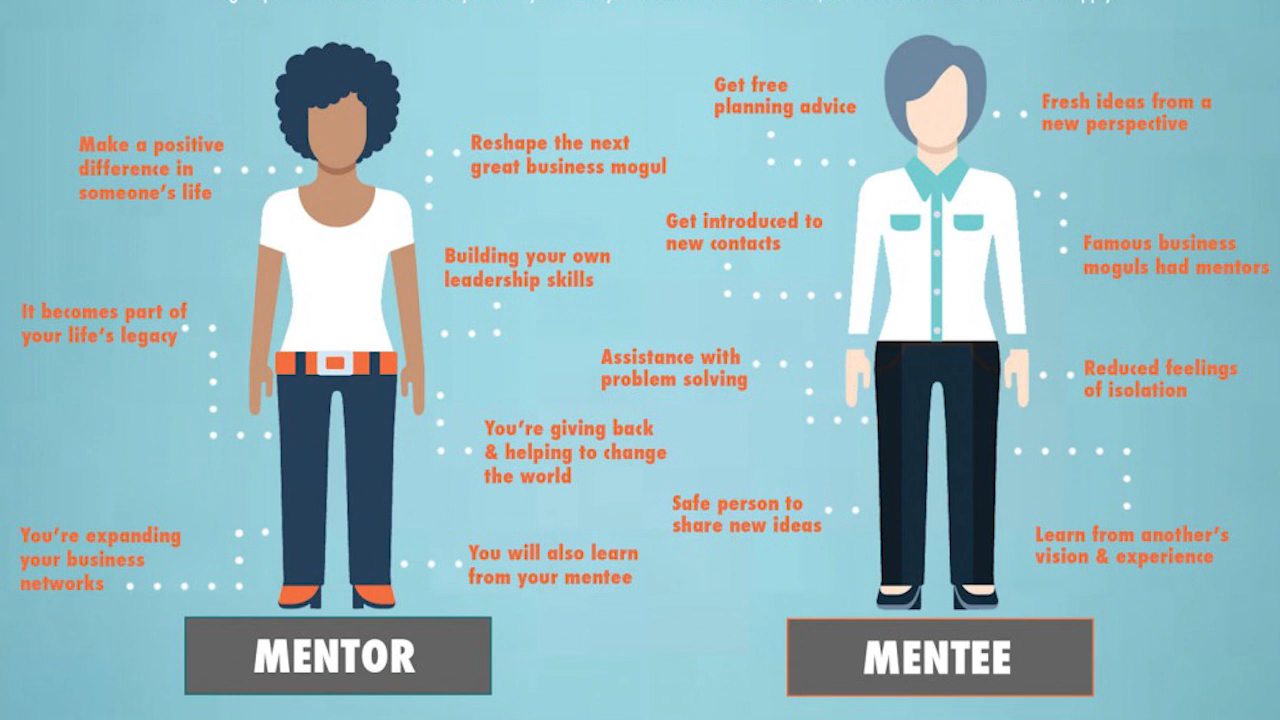 Make a positive
difference in
someone's life
Reshape the next
great business mogul
Building your own
leadership skills
It becomes part of
your life's legacy
You're giving back
& helping to change
the world
You're expanding
your business
networks
You will also learn
from your mentee
MENTOR
Get free
planning advice
Fresh ideas from a
new perspective
Get introduced to
new contacts
Famous business
moguls had mentors
Assistance with
problem solving
Reduced feelings
of isolation
Safe person to
share new ideas
Learn from another's
vision & experience
MENTEE